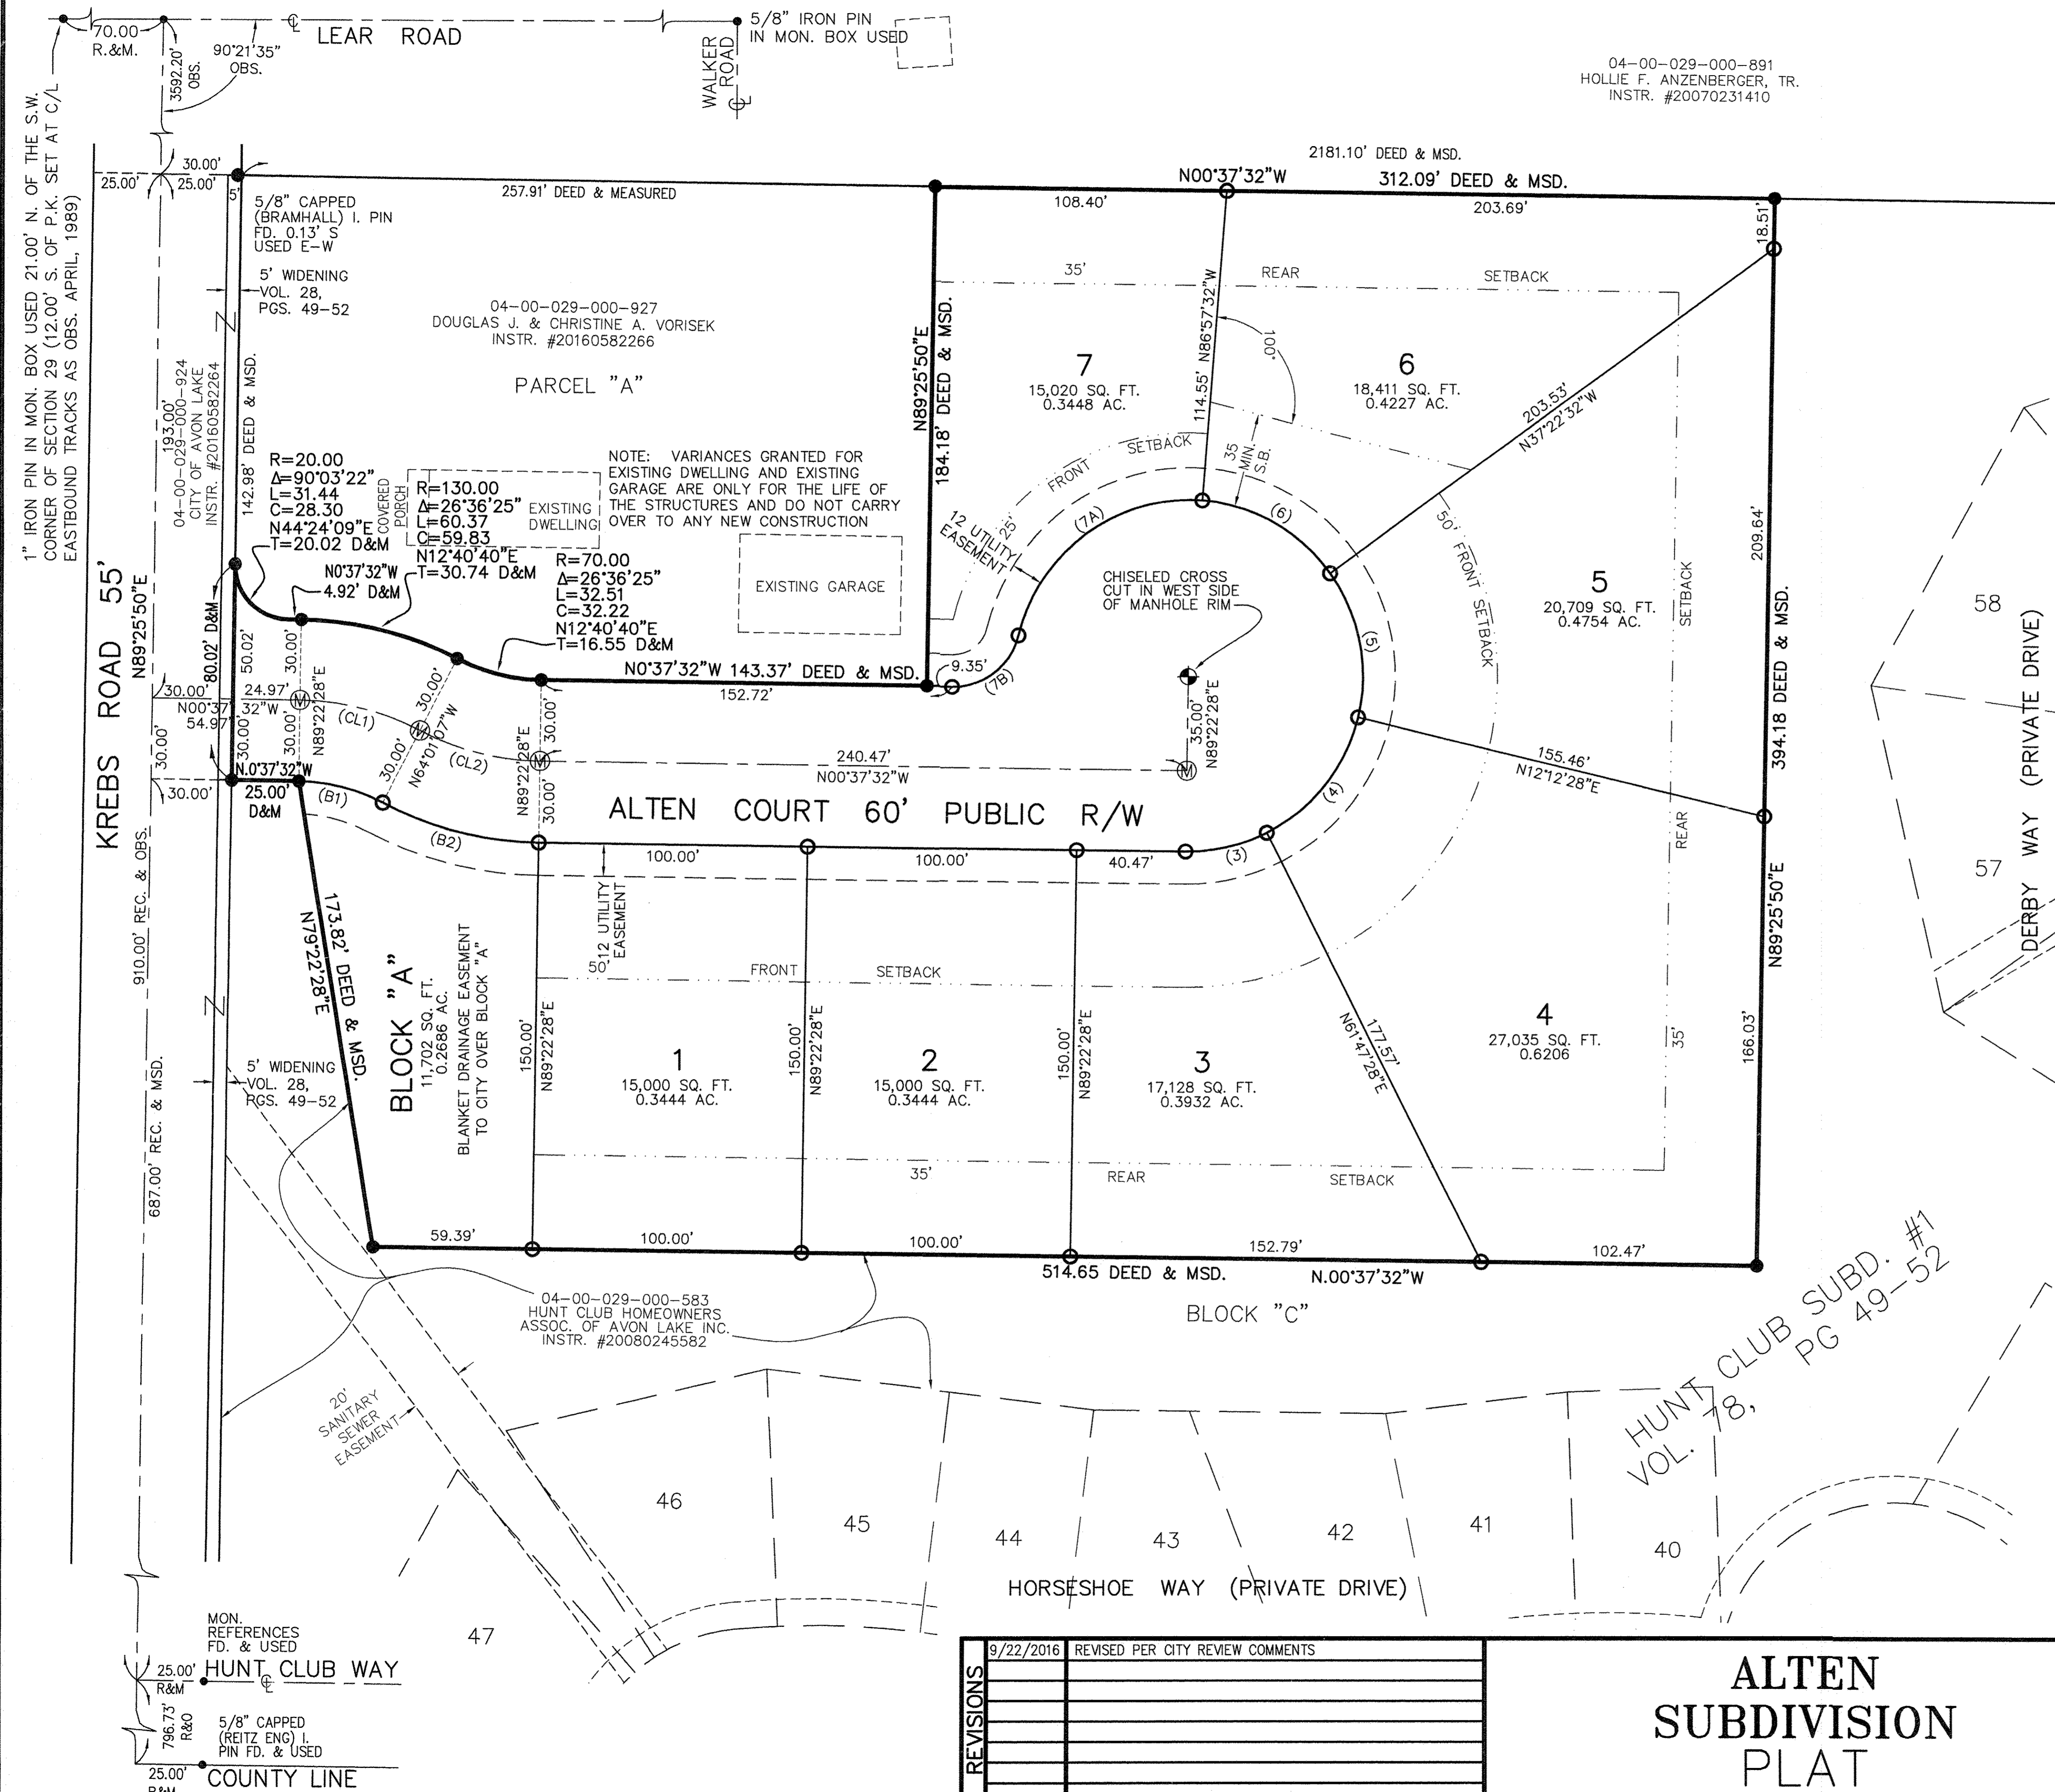 70.00
R.&M.
3592.20'
OBS.
90°21'35"
OBS.
LEAR ROAD
WALKER
ROAD
5/8" IRON PIN
IN MON. BOX USED
04-00-029-000-891
HOLLIE F. ANZENBERGER, TR.
INSTR. #20070231410
1" IRON PIN IN MON. BOX USED 21.00' N. OF THE S.W.
CORNER OF SECTION 29 (12.00' S. OF P.K. SET AT C/L
EASTBOUND TRACKS AS OBS. APRIL, 1989)
30.00'
25.00'
25.00'
5'
257.91' DEED & MEASURED
2181.10' DEED & MSD.
N00°37'32"W
312.09' DEED & MSD.
108.40'
203.69'
18.51'
5/8" CAPPED
(BRAMHALL) I. PIN
FD. 0.13' S
USED E-W
5' WIDENING
VOL. 28,
PGS. 49-52
04-00-029-000-927
DOUGLAS J. & CHRISTINE A. VORISEK
INSTR. #20160582266
PARCEL "A"
193.00'
04-00-029-000-924
CITY OF AVON LAKE
INSTR. #20160582264
142.98' DEED & MSD.
R=20.00
Δ=90°03'22"
L=31.44
C=28.30
N44°24'09"E
T=20.02 D&M
COVERED
PORCH
R=130.00
Δ=26°36'25"
L=60.37
C=59.83
N12°40'40"E
T=30.74 D&M
EXISTING
DWELLING
N0°37'32"W
4.92' D&M
R=70.00
Δ=26°36'25"
L=32.51
C=32.22
N12°40'40"E
T=16.55 D&M
NOTE: VARIANCES GRANTED FOR
EXISTING DWELLING AND EXISTING
GARAGE ARE ONLY FOR THE LIFE OF
THE STRUCTURES AND DO NOT CARRY
OVER TO ANY NEW CONSTRUCTION
EXISTING GARAGE
N89°25'50"E
184.18' DEED & MSD.
35' REAR SETBACK
7
15,020 SQ. FT.
0.3448 AC.
114.55' N86°57'32"W
100'
6
18,411 SQ. FT.
0.4227 AC.
203.53'
N37°22'32"W
FRONT SETBACK
25'
35
MIN.
S.B.
12 UTILITY
EASEMENT
(7A)
(6)
50' FRONT SETBACK
5
20,709 SQ. FT.
0.4754 AC.
SETBACK
209.64'
394.18 DEED & MSD.
CHISELED CROSS
CUT IN WEST SIDE
OF MANHOLE RIM
(5)
KREBS ROAD 55'
N89°25'50"E
80.02' D&M
50.02'
30.00'
N0°37'32"W 143.37' DEED & MSD.
152.72'
9.35'
(7B)
30.00'
24.97'
N00°37'32"W
54.97'
(CL1)
30.00'
N89°22'28"E
30.00'
N64°01'07"W
30.00'
(CL2)
N89°22'28"E
30.00'
30.00'
240.47'
N00°37'32"W
35.00'
N89°22'28"E
155.46'
N12°12'28"E
30.00'
30.00'
30.00'
N.0°37'32"W
25.00'
D&M
(B1)
(B2)
ALTEN COURT 60' PUBLIC R/W
(4)
(3)
100.00'
100.00'
40.47'
REAR
N89°25'50"E
910.00' REC. & OBS.
173.82' DEED & MSD.
N79°22'28"E
BLOCK "A"
11,702 SQ. FT.
0.2686 AC.
BLANKET DRAINAGE EASEMENT
TO CITY OVER BLOCK "A"
12 UTILITY
EASEMENT
50' FRONT SETBACK
150.00'
N89°22'28"E
150.00'
N89°22'28"E
150.00'
N89°22'28"E
1
15,000 SQ. FT.
0.3444 AC.
2
15,000 SQ. FT.
0.3444 AC.
3
17,128 SQ. FT.
0.3932 AC.
177.57'
N61°47'28"E
4
27,035 SQ. FT.
0.6206
35'
166.03'
58
57
DERBY WAY (PRIVATE DRIVE)
5' WIDENING
VOL. 28,
PGS. 49-52
687.00' REC. & MSD.
35' REAR SETBACK
59.39'
100.00'
100.00'
152.79'
102.47'
514.65 DEED & MSD.
N.00°37'32"W
BLOCK "C"
04-00-029-000-583
HUNT CLUB HOMEOWNERS
ASSOC. OF AVON LAKE INC.
INSTR. #20080245582
HUNT CLUB SUBD. #1
VOL. 78, PG 49-52
20'
SANITARY
SEWER
EASEMENT
46
45
44
43
42
41
40
47
HORSESHOE WAY (PRIVATE DRIVE)
MON.
REFERENCES
FD. & USED
25.00'
R&M
HUNT CLUB WAY
796.73'
R&O
5/8" CAPPED
(REITZ ENG) I.
PIN FD. & USED
25.00'
R&M
COUNTY LINE
REVISIONS
9/22/2016 REVISED PER CITY REVIEW COMMENTS
ALTEN
SUBDIVISION
PLAT